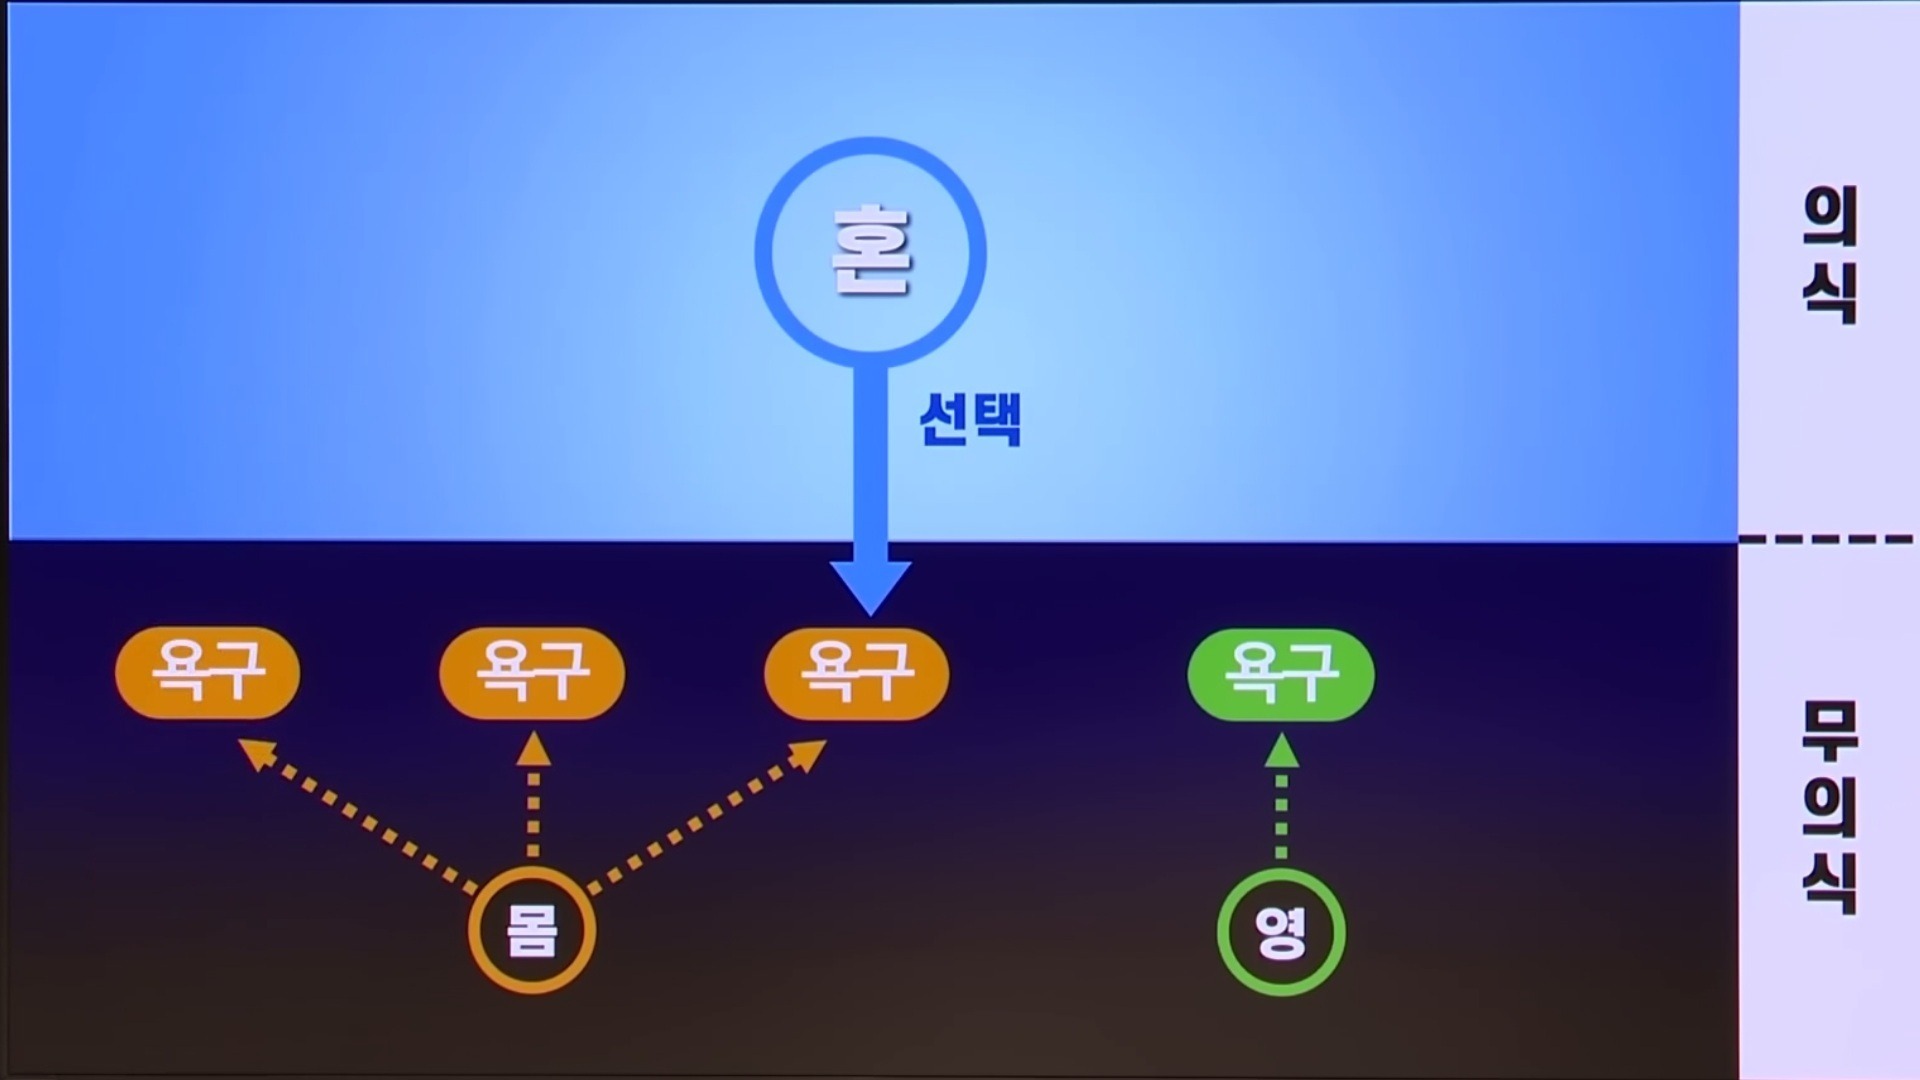 혼
의식
선택
욕구 욕구 욕구 욕구
무의식
몸 영